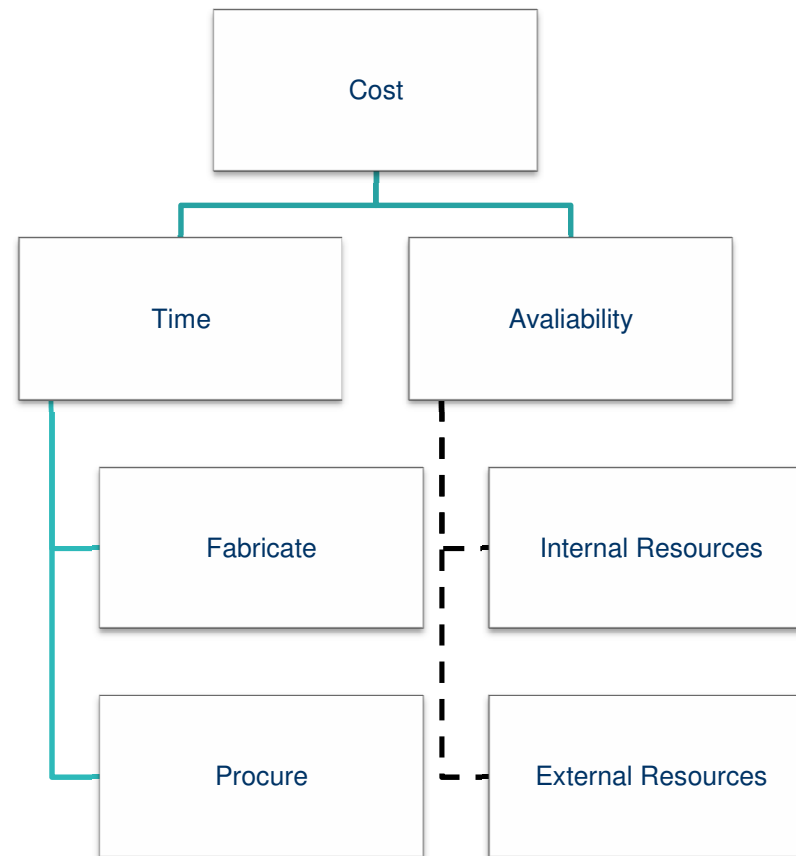 Cost
Time
Avaliability
Fabricate
Internal Resources
Procure
External Resources